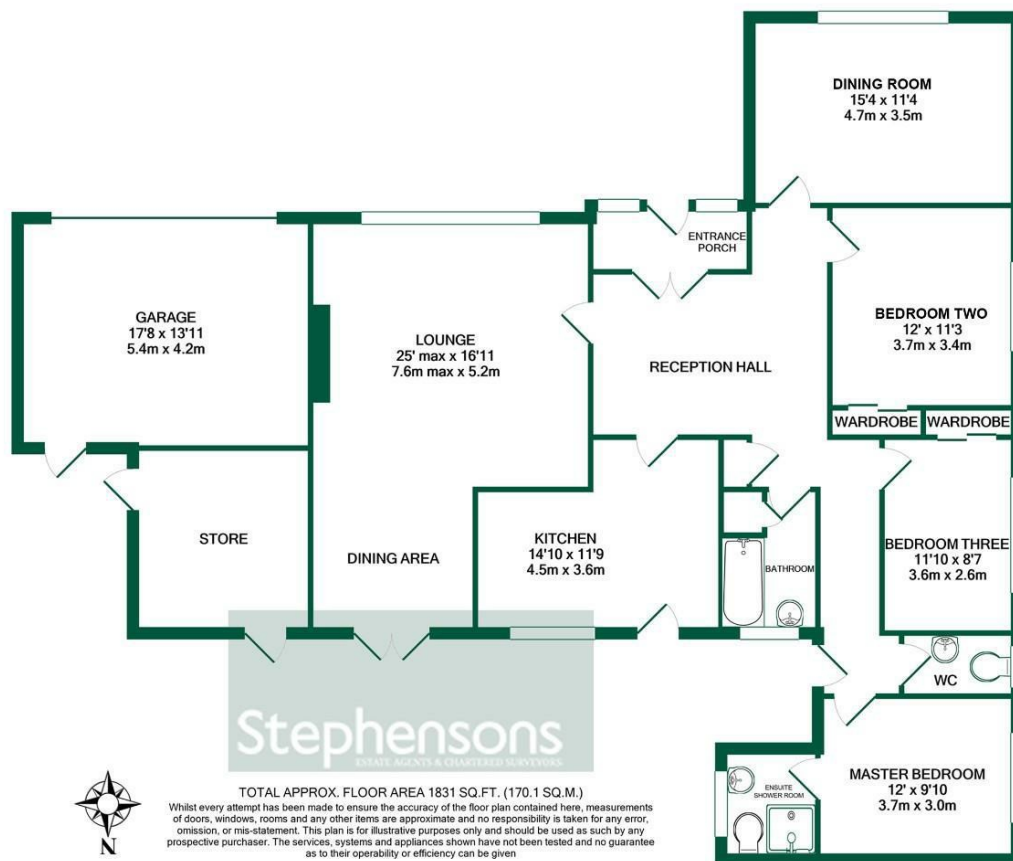 DINING ROOM
15'4 x 11'4
4.7m x 3.5m
ENTRANCE
PORCH
GARAGE
17'8 x 13'11
5.4m x 4.2m
LOUNGE
25' max x 16'11
7.6m max x 5.2m
BEDROOM TWO
12' x 11'3
3.7m x 3.4m
RECEPTION HALL
WARDROBE
WARDROBE
STORE
DINING AREA
KITCHEN
14'10 x 11'9
4.5m x 3.6m
BATHROOM
BEDROOM THREE
11'10 x 8'7
3.6m x 2.6m
WC
Stephensons
ESTATE AGENTS & CHARTERED SURVEYORS
ENSUITE
SHOWER ROOM
MASTER BEDROOM
12' x 9'10
3.7m x 3.0m
N
TOTAL APPROX. FLOOR AREA 1831 SQ.FT. (170.1 SQ.M.)
Whilst every attempt has been made to ensure the accuracy of the floor plan contained here, measurements
of doors, windows, rooms and any other items are approximate and no responsibility is taken for any error,
omission, or mis-statement. This plan is for illustrative purposes only and should be used as such by any
prospective purchaser. The services, systems and appliances shown have not been tested and no guarantee
as to their operability or efficiency can be given